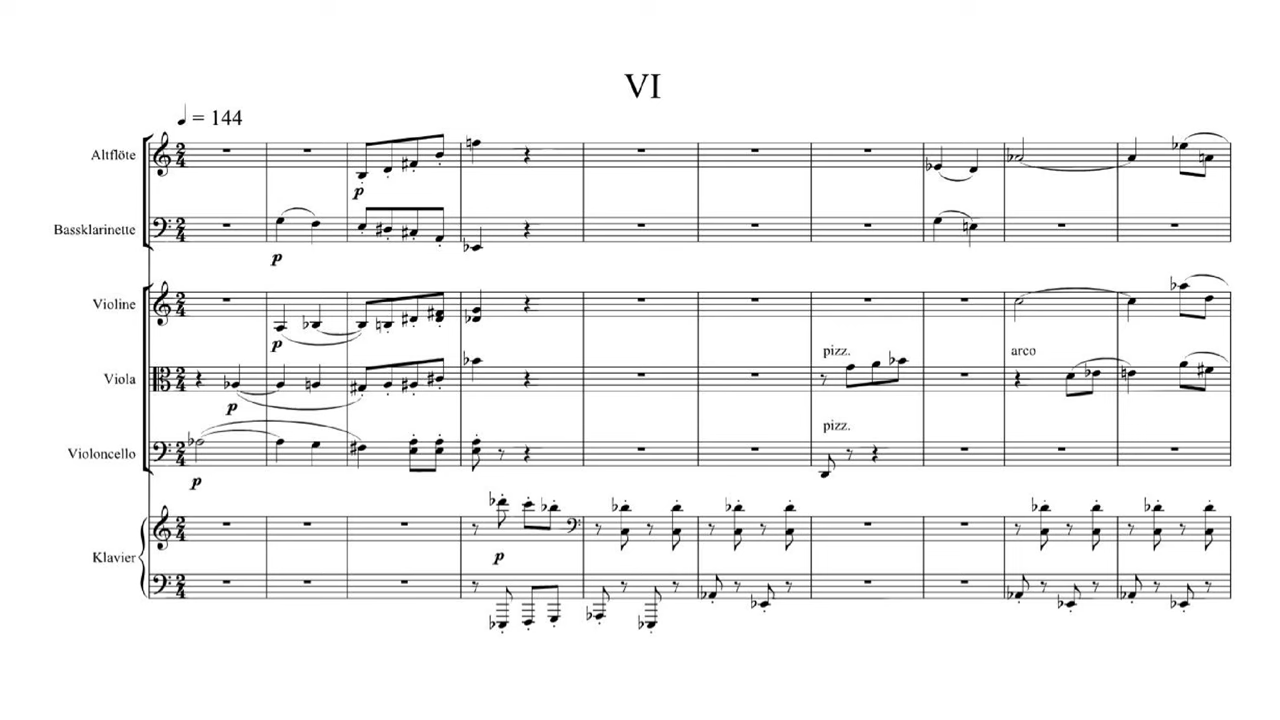 VI
♩ = 144
Altflöte
p
Bassklarinette
p
Violine
p
pizz.
arco
Viola
p
pizz.
Violoncello
p
Klavier
p